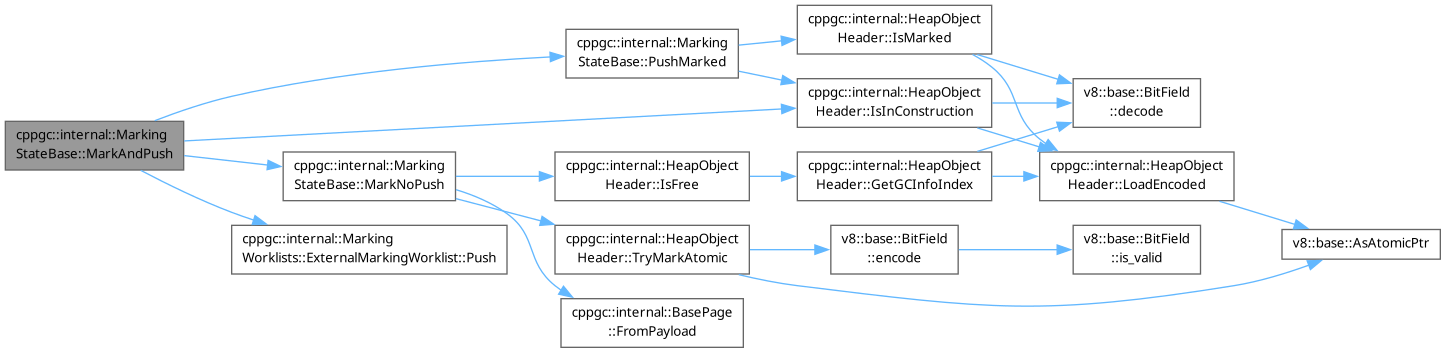 cppgc::internal::Marking
StateBase::MarkAndPush
cppgc::internal::Marking
StateBase::PushMarked
cppgc::internal::HeapObject
Header::IsMarked
cppgc::internal::HeapObject
Header::IsInConstruction
v8::base::BitField
::decode
cppgc::internal::Marking
StateBase::MarkNoPush
cppgc::internal::HeapObject
Header::IsFree
cppgc::internal::HeapObject
Header::GetGCInfoIndex
cppgc::internal::HeapObject
Header::LoadEncoded
cppgc::internal::Marking
Worklists::ExternalMarkingWorklist::Push
cppgc::internal::HeapObject
Header::TryMarkAtomic
v8::base::BitField
::encode
v8::base::BitField
::is_valid
v8::base::AsAtomicPtr
cppgc::internal::BasePage
::FromPayload